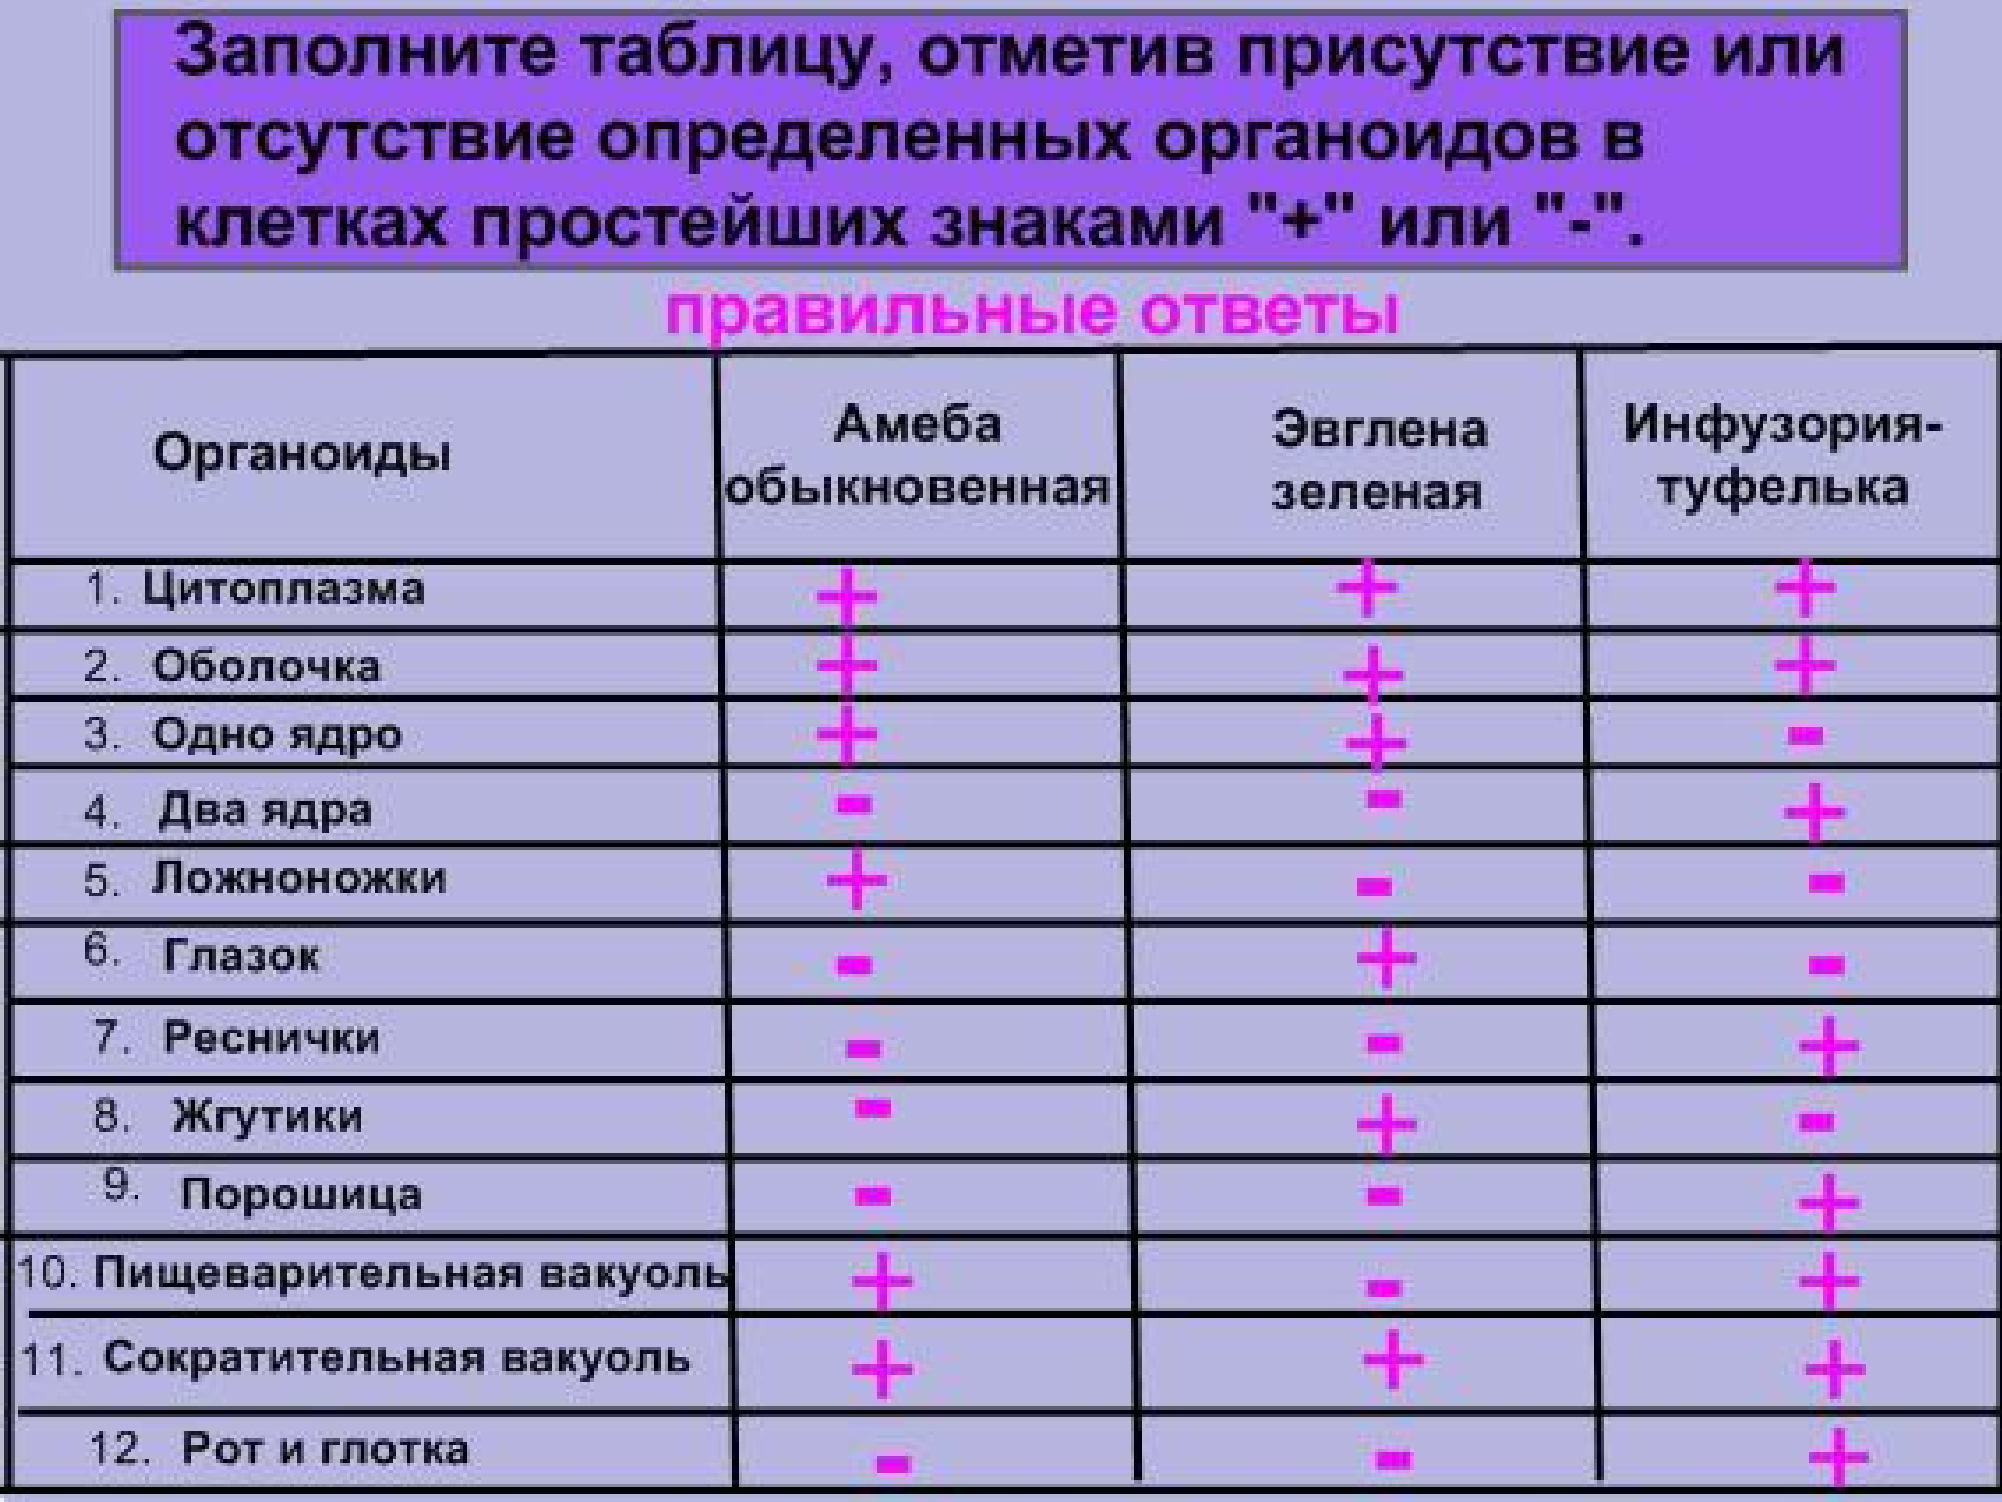 Заполните таблицу, отметив присутствие или
отсутствие определенных органоидов в
клетках простейших знаками "+" или "-".
правильные ответы
Органоиды Амеба обыкновенная Эвглена зеленая Инфузория-туфелька
1. Цитоплазма + + +
2. Оболочка + + +
3. Одно ядро + + -
4. Два ядра - - +
5. Ложноножки + - -
6. Глазок - + -
7. Реснички - - +
8. Жгутики - + -
9. Порошица - - +
10. Пищеварительная вакуоль + - +
11. Сократительная вакуоль + + +
12. Рот и глотка - - +